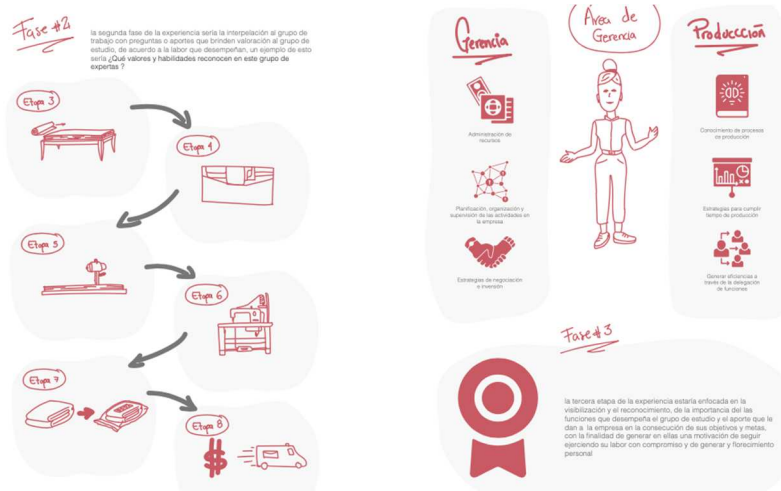 Fase #2
la segunda fase de la experiencia seria la interpelación al grupo de
trabajo con preguntas o aportes que brinden valoración al grupo de
estudio, de acuerdo a la labor que desempeñan, un ejemplo de esto
seria ¿Qué valores y habilidades reconocen en este grupo de
expertas ?
Etapa 3
Etapa 4
Etapa 5
Etapa 6
Etapa 7
Etapa 8
$
Gerencia
Administración de
recursos
Planificación, organización y
supervisión de las actividades en
la empresa
Estrategias de negociación
o inversión
Área de
Gerencia
Producción
Conocimiento de procesos
de producción
Estrategias para cumplir
tiempo de producción
Generar eficiencias a
través de la delegación
de funciones
Fase #3
la tercera etapa de la experiencia estaría enfocada en la
visibilización y el reconocimiento, de la importancia del las
funciones que desempeña el grupo de estudio y el aporte que le
dan a la empresa en la consecución de sus objetivos y metas,
con la finalidad de generar en ellas una motivación de seguir
ejerciendo su labor con compromiso y de generar y florecimiento
personal